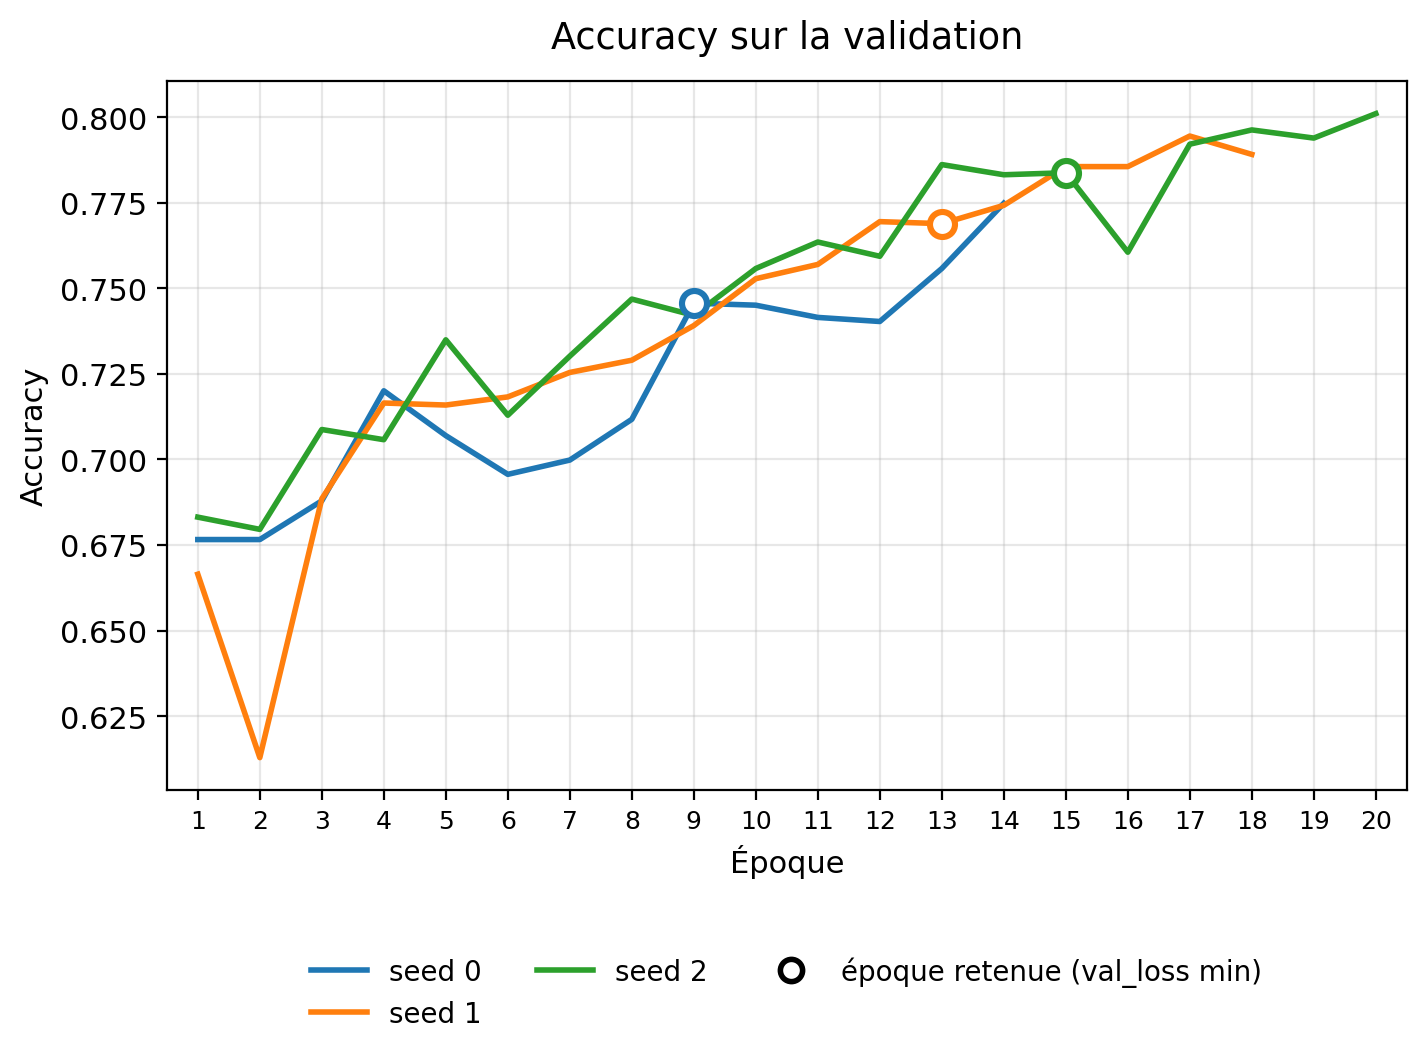 Accuracy sur la validation
0.800
0.775
0.750
0.725
0.700
0.675
0.650
0.625
Accuracy
1 2 3 4 5 6 7 8 9 10 11 12 13 14 15 16 17 18 19 20
Époque
seed 0 seed 2 époque retenue (val_loss min)
seed 1